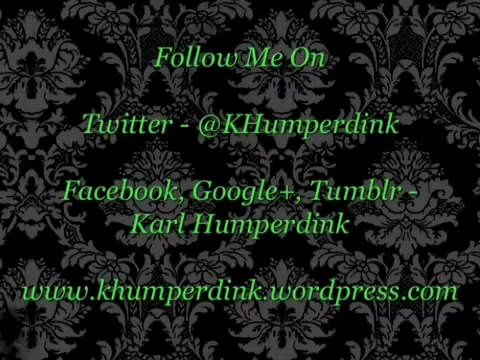 Follow Me On
Twitter - @KHumperdink
Facebook, Google+, Tumblr -
Karl Humperdink
www.khumperdink.wordpress.com